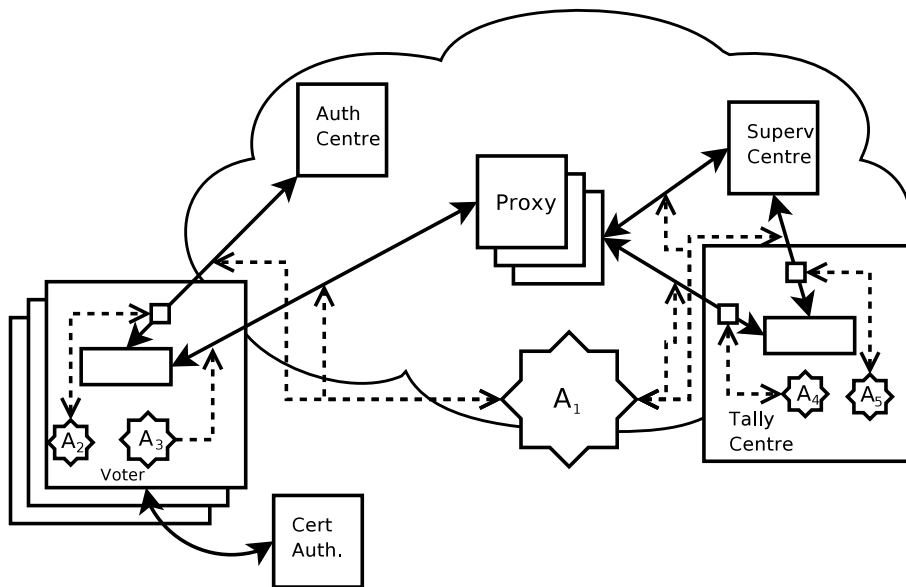 Auth
Centre
Superv
Centre
Proxy
A1
A2
A3
Voter
A4
A5
Tally
Centre
Cert
Auth.